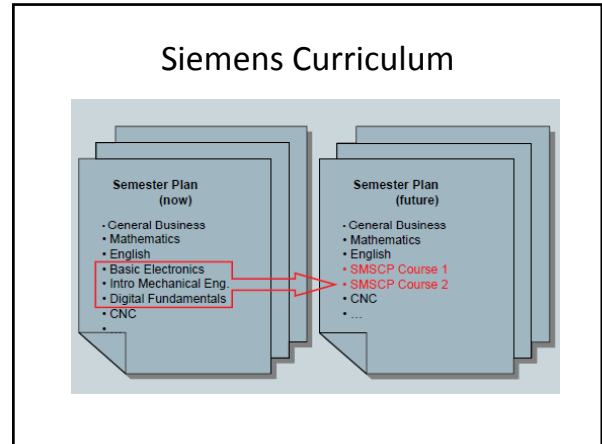 Siemens Curriculum
Semester Plan
(now)
- General Business
• Mathematics
• English
• Basic Electronics
• Intro Mechanical Eng.
• Digital Fundamentals
• CNC
• ...
Semester Plan
(future)
- General Business
• Mathematics
• English
• SMSCP Course 1
• SMSCP Course 2
• CNC
• ...